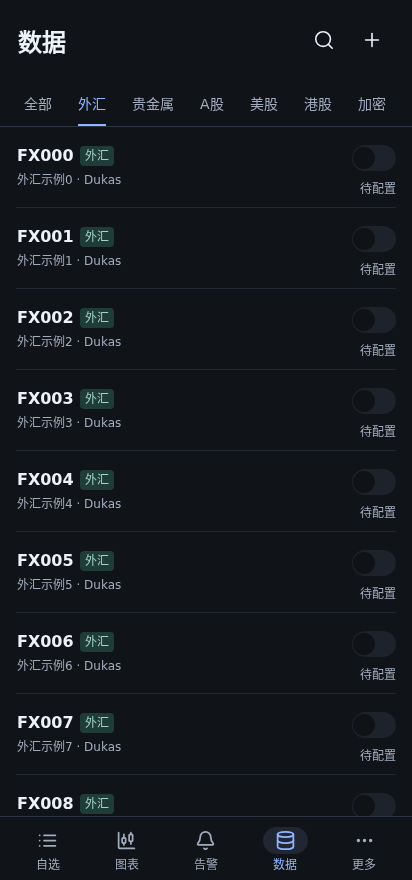 数据
全部 外汇 贵金属 A股 美股 港股 加密
FX000 外汇
外汇示例0 · Dukas
待配置
FX001 外汇
外汇示例1 · Dukas
待配置
FX002 外汇
外汇示例2 · Dukas
待配置
FX003 外汇
外汇示例3 · Dukas
待配置
FX004 外汇
外汇示例4 · Dukas
待配置
FX005 外汇
外汇示例5 · Dukas
待配置
FX006 外汇
外汇示例6 · Dukas
待配置
FX007 外汇
外汇示例7 · Dukas
待配置
FX008 外汇
自选 图表 告警 数据 更多